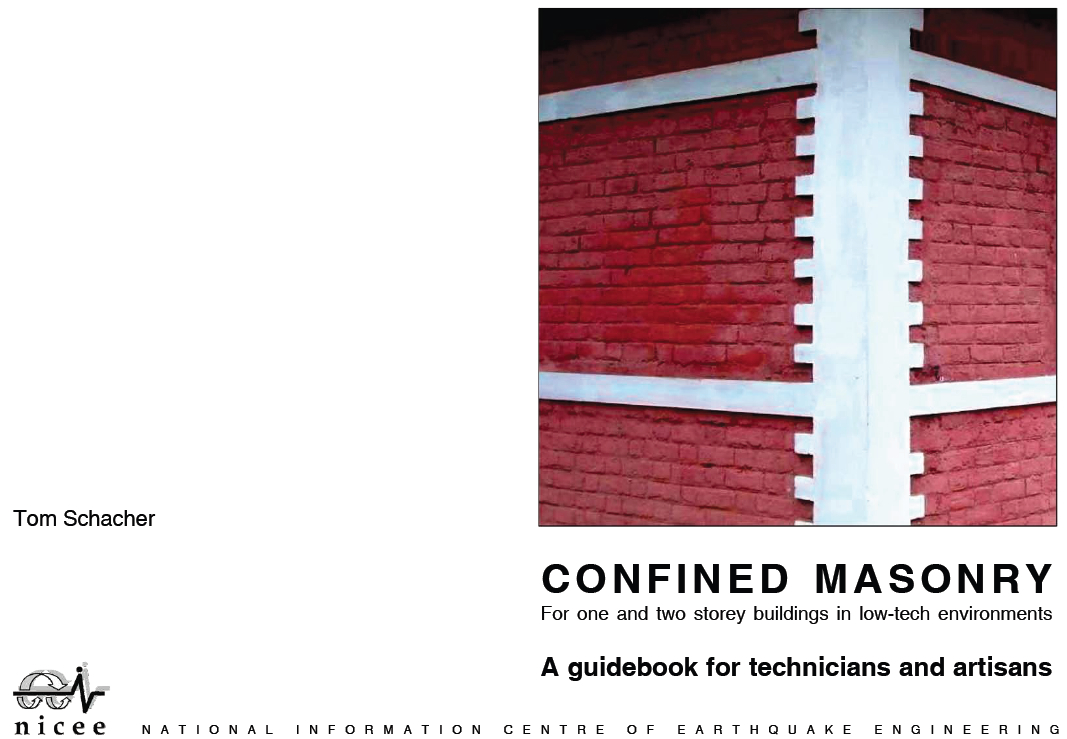 Tom Schacher
CONFINED MASONRY
For one and two storey buildings in low-tech environments
A guidebook for technicians and artisans
nicee
NATIONAL INFORMATION CENTRE OF EARTHQUAKE ENGINEERING